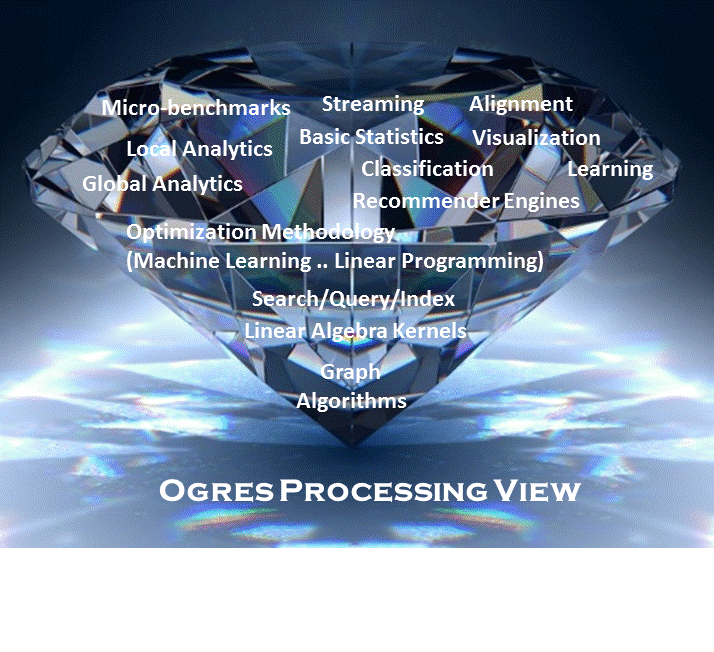 Micro-benchmarks Streaming Alignment
Local Analytics Basic Statistics Visualization
Global Analytics Classification Learning
Recommender Engines
Optimization Methodology..
(Machine Learning .. Linear Programming)
Search/Query/Index
Linear Algebra Kernels
Graph
Algorithms
Ogres Processing View